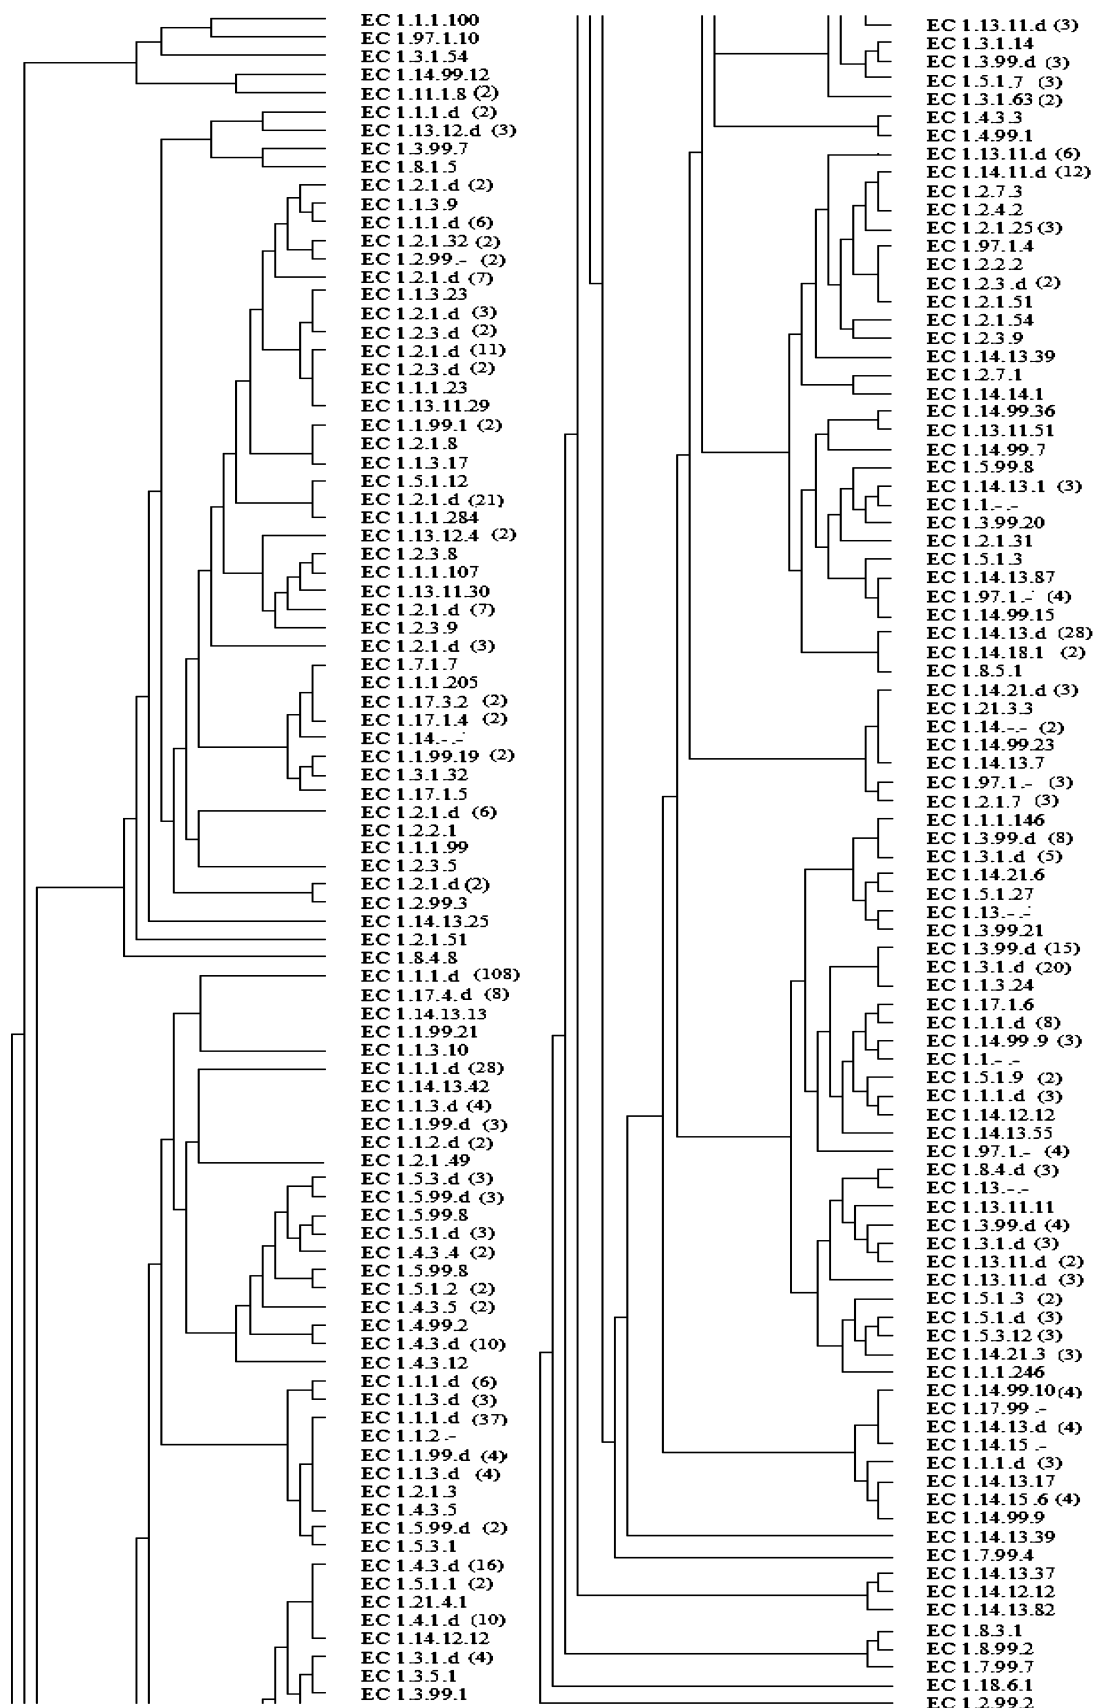 EC 1.1.1.100
EC 1.97.1.10
EC 1.3.1.54
EC 1.14.99.12
EC 1.11.1.8 (2)
EC 1.1.1.d (2)
EC 1.13.12.d (3)
EC 1.3.99.7
EC 1.8.1.5
EC 1.2.1.d (2)
EC 1.1.3.9
EC 1.1.1.d (6)
EC 1.2.1.32 (2)
EC 1.2.99.- (2)
EC 1.2.1.d (7)
EC 1.1.3.23
EC 1.2.1.d (3)
EC 1.2.3.d (2)
EC 1.2.1.d (11)
EC 1.2.3.d (2)
EC 1.1.1.23
EC 1.13.11.29
EC 1.1.99.1 (2)
EC 1.2.1.8
EC 1.1.3.17
EC 1.5.1.12
EC 1.2.1.d (21)
EC 1.1.1.284
EC 1.13.12.4 (2)
EC 1.2.3.8
EC 1.1.1.107
EC 1.13.11.30
EC 1.2.1.d (7)
EC 1.2.3.9
EC 1.2.1.d (3)
EC 1.7.1.7
EC 1.1.1.205
EC 1.17.3.2 (2)
EC 1.17.1.4 (2)
EC 1.14.-.-
EC 1.1.99.19 (2)
EC 1.3.1.32
EC 1.17.1.5
EC 1.2.1.d (6)
EC 1.2.2.1
EC 1.1.1.99
EC 1.2.3.5
EC 1.2.1.d (2)
EC 1.2.99.3
EC 1.14.13.25
EC 1.2.1.51
EC 1.8.4.8
EC 1.1.1.d (108)
EC 1.17.4.d (8)
EC 1.14.13.13
EC 1.1.99.21
EC 1.1.3.10
EC 1.1.1.d (28)
EC 1.14.13.42
EC 1.1.3.d (4)
EC 1.1.99.d (3)
EC 1.1.2.d (2)
EC 1.2.1.49
EC 1.5.3.d (3)
EC 1.5.99.d (3)
EC 1.5.99.8
EC 1.5.1.d (3)
EC 1.4.3.4 (2)
EC 1.5.99.8
EC 1.5.1.2 (2)
EC 1.4.3.5 (2)
EC 1.4.99.2
EC 1.4.3.d (10)
EC 1.4.3.12
EC 1.1.1.d (6)
EC 1.1.3.d (3)
EC 1.1.1.d (37)
EC 1.1.2.-
EC 1.1.99.d (4)
EC 1.1.3.d (4)
EC 1.2.1.3
EC 1.4.3.5
EC 1.5.99.d (2)
EC 1.5.3.1
EC 1.4.3.d (16)
EC 1.5.1.1 (2)
EC 1.21.4.1
EC 1.4.1.d (10)
EC 1.14.12.12
EC 1.3.1.d (4)
EC 1.3.5.1
EC 1.3.99.1
EC 1.13.11.d (3)
EC 1.3.1.14
EC 1.3.99.d (3)
EC 1.5.1.7 (3)
EC 1.3.1.63 (2)
EC 1.4.3.3
EC 1.4.99.1
EC 1.13.11.d (6)
EC 1.14.11.d (12)
EC 1.2.7.3
EC 1.2.4.2
EC 1.2.1.25 (3)
EC 1.97.1.4
EC 1.2.2.2
EC 1.2.3.d (2)
EC 1.2.1.51
EC 1.2.1.54
EC 1.2.3.9
EC 1.14.13.39
EC 1.2.7.1
EC 1.14.14.1
EC 1.14.99.36
EC 1.13.11.51
EC 1.14.99.7
EC 1.5.99.8
EC 1.14.13.1 (3)
EC 1.1.-.-
EC 1.3.99.20
EC 1.2.1.31
EC 1.5.1.3
EC 1.14.13.87
EC 1.97.1.- (4)
EC 1.14.99.15
EC 1.14.13.d (28)
EC 1.14.18.1 (2)
EC 1.8.5.1
EC 1.14.21.d (3)
EC 1.21.3.3
EC 1.14.-.- (2)
EC 1.14.99.23
EC 1.14.13.7
EC 1.97.1.- (3)
EC 1.2.1.7 (3)
EC 1.1.1.146
EC 1.3.99.d (8)
EC 1.3.1.d (5)
EC 1.14.21.6
EC 1.5.1.27
EC 1.13.-.-
EC 1.3.99.21
EC 1.3.99.d (15)
EC 1.3.1.d (20)
EC 1.1.3.24
EC 1.17.1.6
EC 1.1.1.d (8)
EC 1.14.99.9 (3)
EC 1.1.-.-
EC 1.5.1.9 (2)
EC 1.1.1.d (3)
EC 1.14.12.12
EC 1.14.13.55
EC 1.97.1.- (4)
EC 1.8.4.d (3)
EC 1.13.-.-
EC 1.13.11.11
EC 1.3.99.d (4)
EC 1.3.1.d (3)
EC 1.13.11.d (2)
EC 1.13.11.d (3)
EC 1.5.1.3 (2)
EC 1.5.1.d (3)
EC 1.5.3.12 (3)
EC 1.14.21.3 (3)
EC 1.1.1.246
EC 1.14.99.10 (4)
EC 1.17.99.-
EC 1.14.13.d (4)
EC 1.14.15.-
EC 1.1.1.d (3)
EC 1.14.13.17
EC 1.14.15.6 (4)
EC 1.14.99.9
EC 1.14.13.39
EC 1.7.99.4
EC 1.14.13.37
EC 1.14.12.12
EC 1.14.13.82
EC 1.8.3.1
EC 1.8.99.2
EC 1.7.99.7
EC 1.18.6.1
EC 1.2.99.2